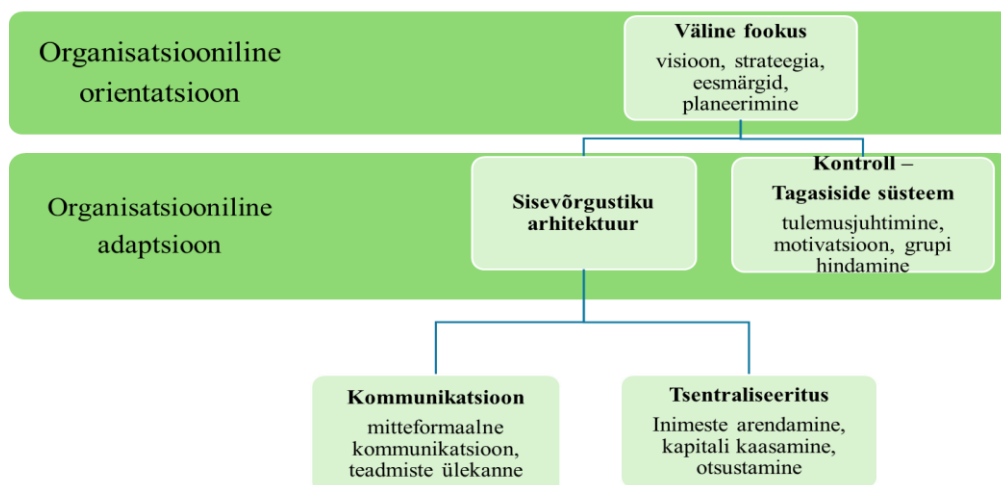 Organisatsiooniline
orientatsioon
Väline fookus
visioon, strateegia,
eesmärgid,
planeerimine
Organisatsiooniline
adaptsioon
Sisevõrgustiku
arhitektuur
Kontroll –
Tagasiside süsteem
tulemusjuhtimine,
motivatsioon, grupi
hindamine
Kommunikatsioon
mitteformaalne
kommunikatsioon,
teadmiste ülekanne
Tsentraliseeritus
Inimeste arendamine,
kapitali kaasamine,
otsustamine